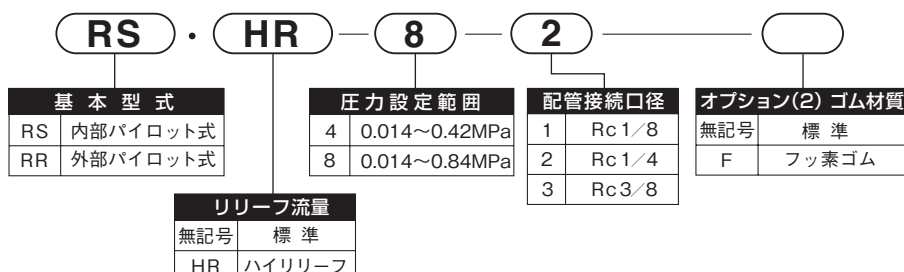 RS・HR－8－2
基本型式
RS 内部パイロット式
RR 外部パイロット式
圧力設定範囲
4 0.014〜0.42MPa
8 0.014〜0.84MPa
配管接続口径
1 Rc1／8
2 Rc1／4
3 Rc3／8
オプション(2) ゴム材質
無記号 標準
F フッ素ゴム
リリーフ流量
無記号 標準
HR ハイリリーフ